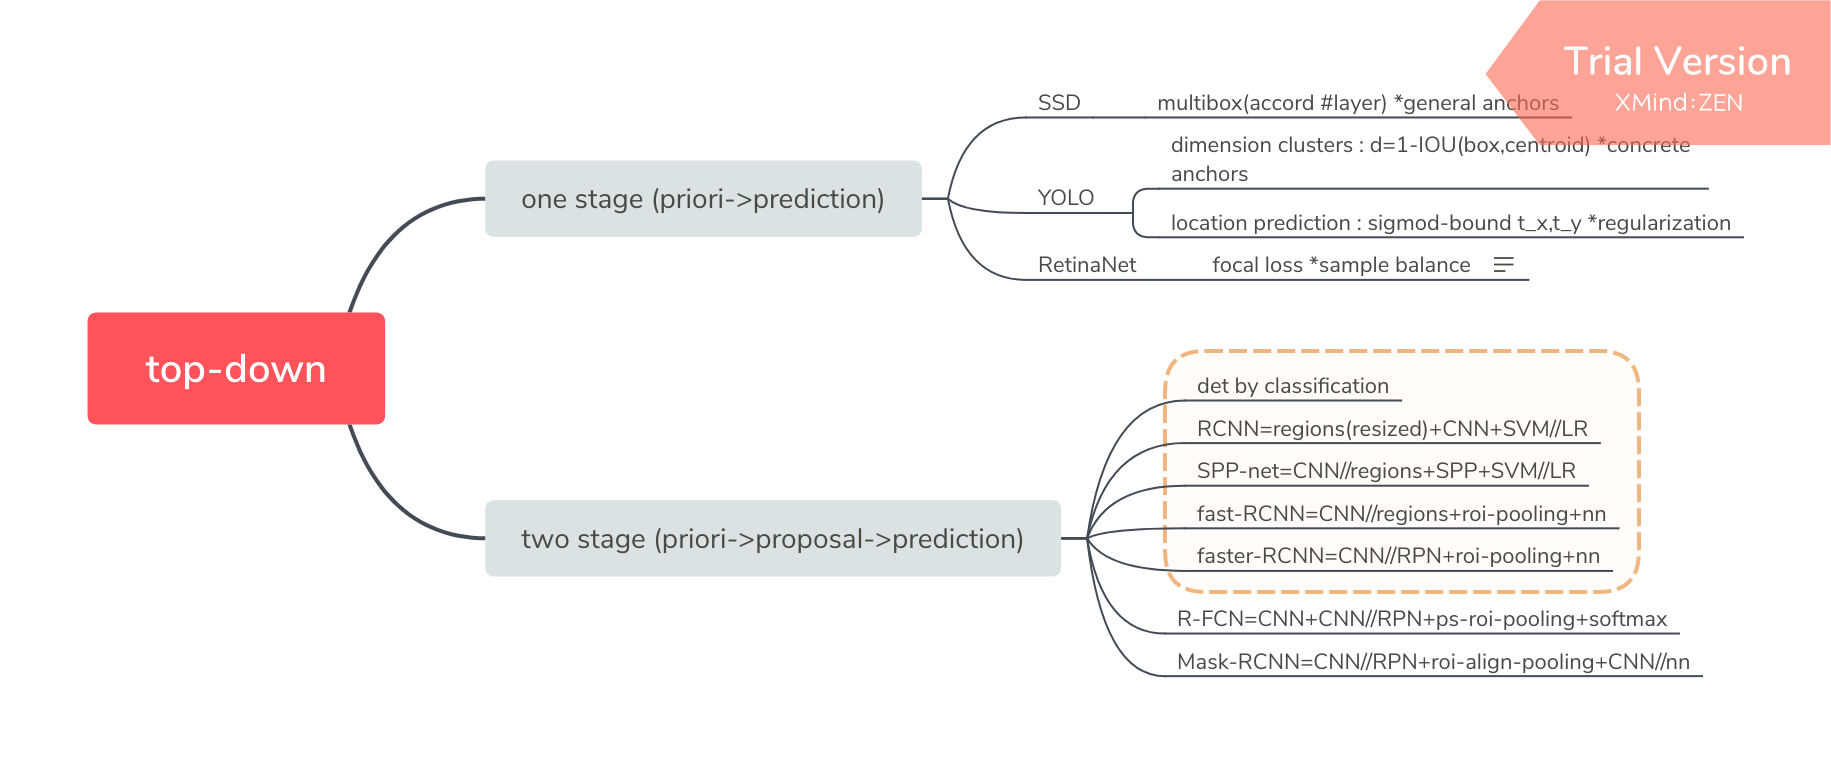 Trial Version
XMind:ZEN
SSD
multibox(accord #layer) *general anchors
dimension clusters : d=1-IOU(box,centroid) *concrete
anchors
one stage (priori->prediction)
YOLO
location prediction : sigmod-bound t_x,t_y *regularization
RetinaNet
focal loss *sample balance
top-down
det by classification
RCNN=regions(resized)+CNN+SVM//LR
SPP-net=CNN//regions+SPP+SVM//LR
fast-RCNN=CNN//regions+roi-pooling+nn
two stage (priori->proposal->prediction)
faster-RCNN=CNN//RPN+roi-pooling+nn
R-FCN=CNN+CNN//RPN+ps-roi-pooling+softmax
Mask-RCNN=CNN//RPN+roi-align-pooling+CNN//nn